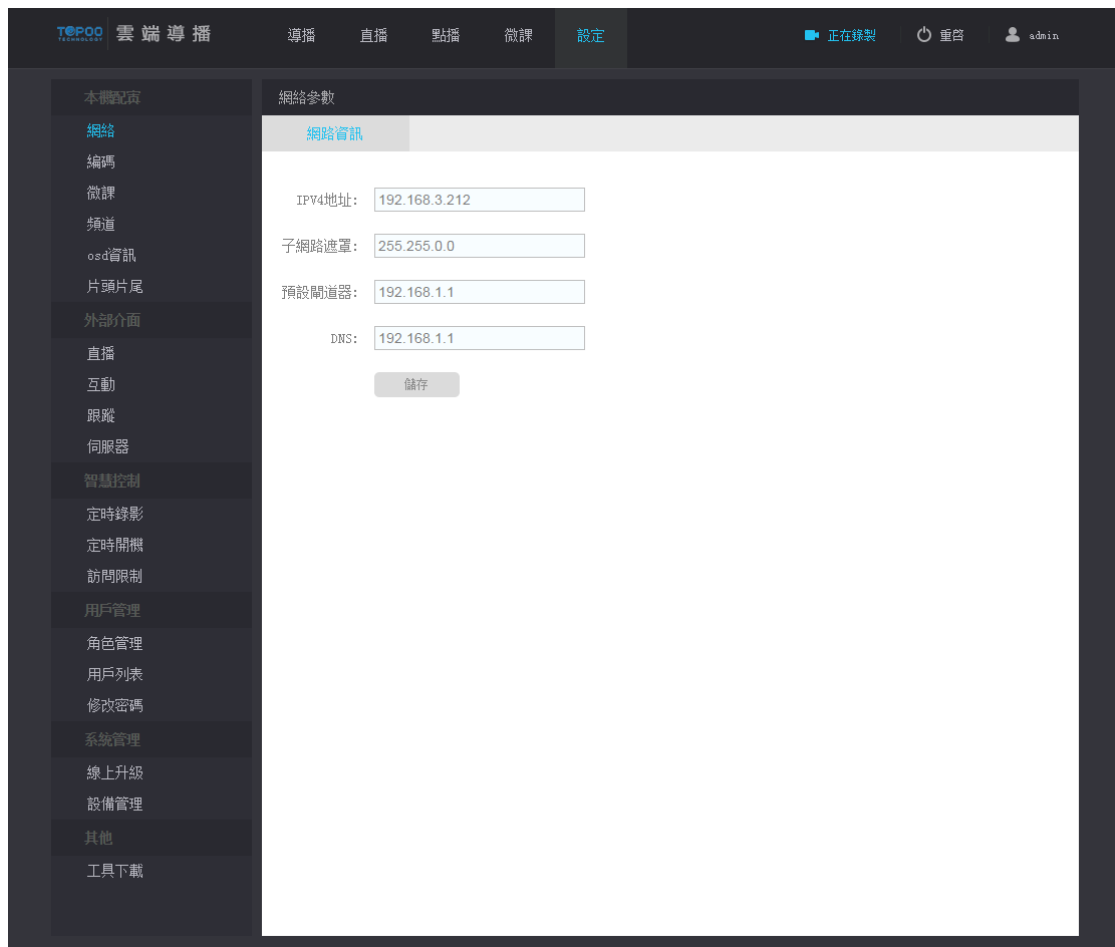 TOPOO TECHNOLOGY 雲端導播 導播 直播 點播 微課 設定 正在錄製 重啓 admin
本機配寘
網絡
編碼
微課
頻道
osd資訊
片頭片尾
外部介面
直播
互動
跟蹤
伺服器
智慧控制
定時錄影
定時開機
訪問限制
用戶管理
角色管理
用戶列表
修改密碼
系統管理
線上升級
設備管理
其他
工具下載
網絡參數
網路資訊
IPV4地址: 192.168.3.212
子網路遮罩: 255.255.0.0
預設閘道器: 192.168.1.1
DNS: 192.168.1.1
儲存